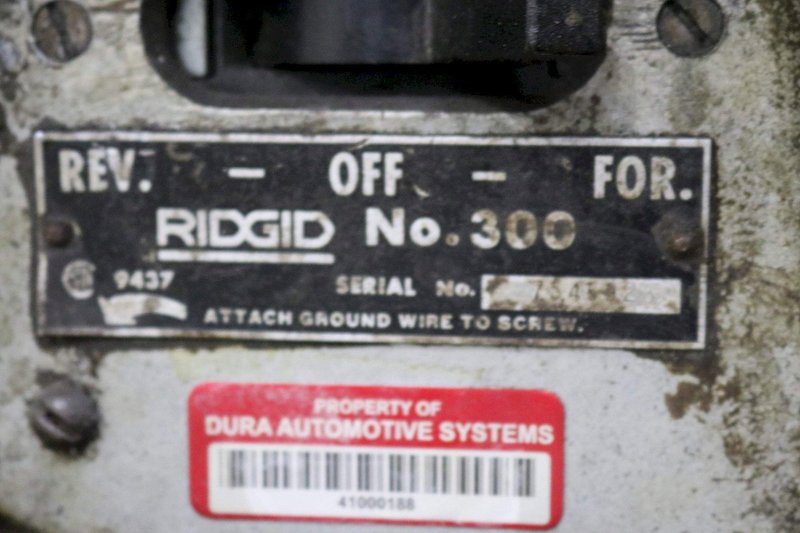 REV. – OFF – FOR.
RIDGID No. 300
9437
SERIAL No.
ATTACH GROUND WIRE TO SCREW.
PROPERTY OF
DURA AUTOMOTIVE SYSTEMS
41000188